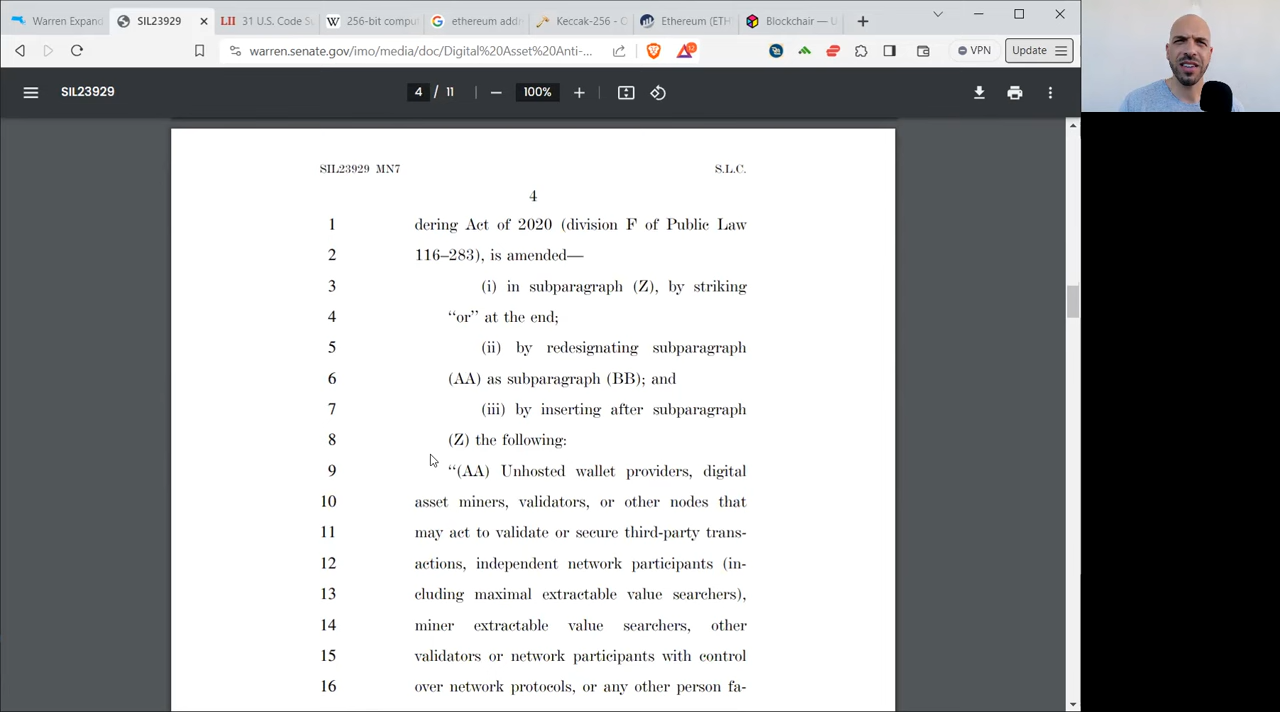 Warren Expand
SIL23929
LII 31 U.S. Code Su
W 256-bit comput
G ethereum addr
Keccak-256 - O
Ethereum (ETH
Blockchair — U
warren.senate.gov/imo/media/doc/Digital%20Asset%20Anti-...
12
VPN
Update
SIL23929
4 / 11
100%
SIL23929 MN7
S.L.C.
4
1 dering Act of 2020 (division F of Public Law
2 116–283), is amended—
3 (i) in subparagraph (Z), by striking
4 ‘‘or’’ at the end;
5 (ii) by redesignating subparagraph
6 (AA) as subparagraph (BB); and
7 (iii) by inserting after subparagraph
8 (Z) the following:
9 ‘‘(AA) Unhosted wallet providers, digital
10 asset miners, validators, or other nodes that
11 may act to validate or secure third-party trans-
12 actions, independent network participants (in-
13 cluding maximal extractable value searchers),
14 miner extractable value searchers, other
15 validators or network participants with control
16 over network protocols, or any other person fa-